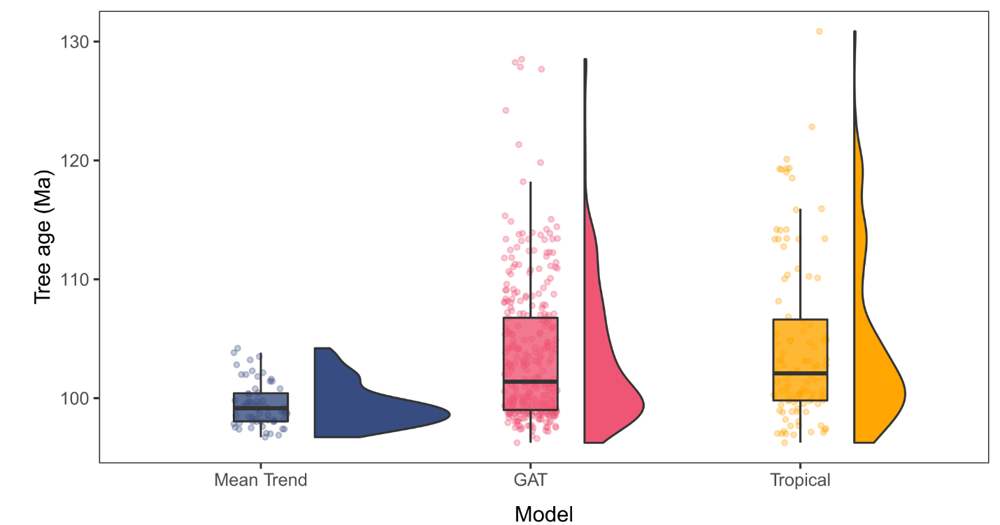 130
120
110
100
Tree age (Ma)
Mean Trend
GAT
Tropical
Model